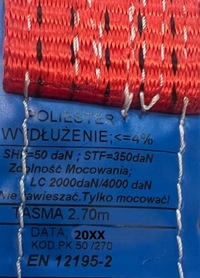 POLIESTER
WYDŁUŻENIE;<=4%
SHF=50 daN ; STF=350daN
Zdolność Mocowania;
LC 2000daN/4000 daN
Nie nawieszać.Tylko mocować!
TAŚMA 2.70m
DATA, 20XX
KOD.PK 50 /270
EN 12195-2